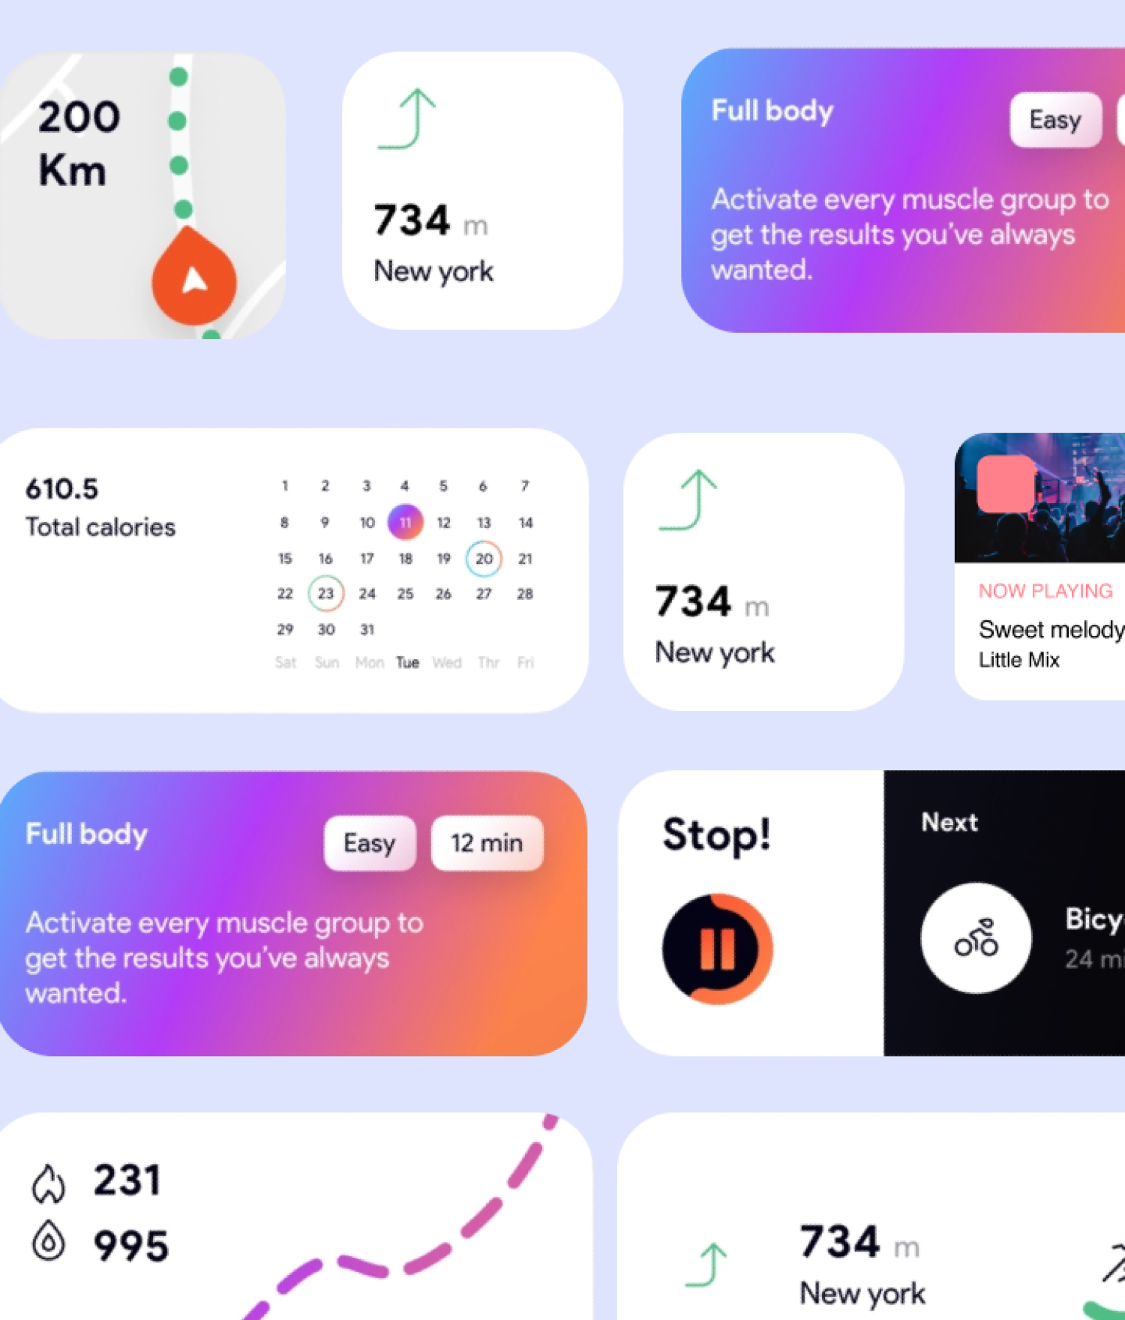 200
Km
734 m
New york
Full body
Easy
Activate every muscle group to
get the results you've always
wanted.
610.5
Total calories
1 2 3 4 5 6 7
8 9 10 11 12 13 14
15 16 17 18 19 20 21
22 23 24 25 26 27 28
29 30 31
Sat Sun Mon Tue Wed Thr Fri
734 m
New york
NOW PLAYING
Sweet melody
Little Mix
Full body
Easy
12 min
Activate every muscle group to
get the results you've always
wanted.
Stop!
Next
231
995
734 m
New york